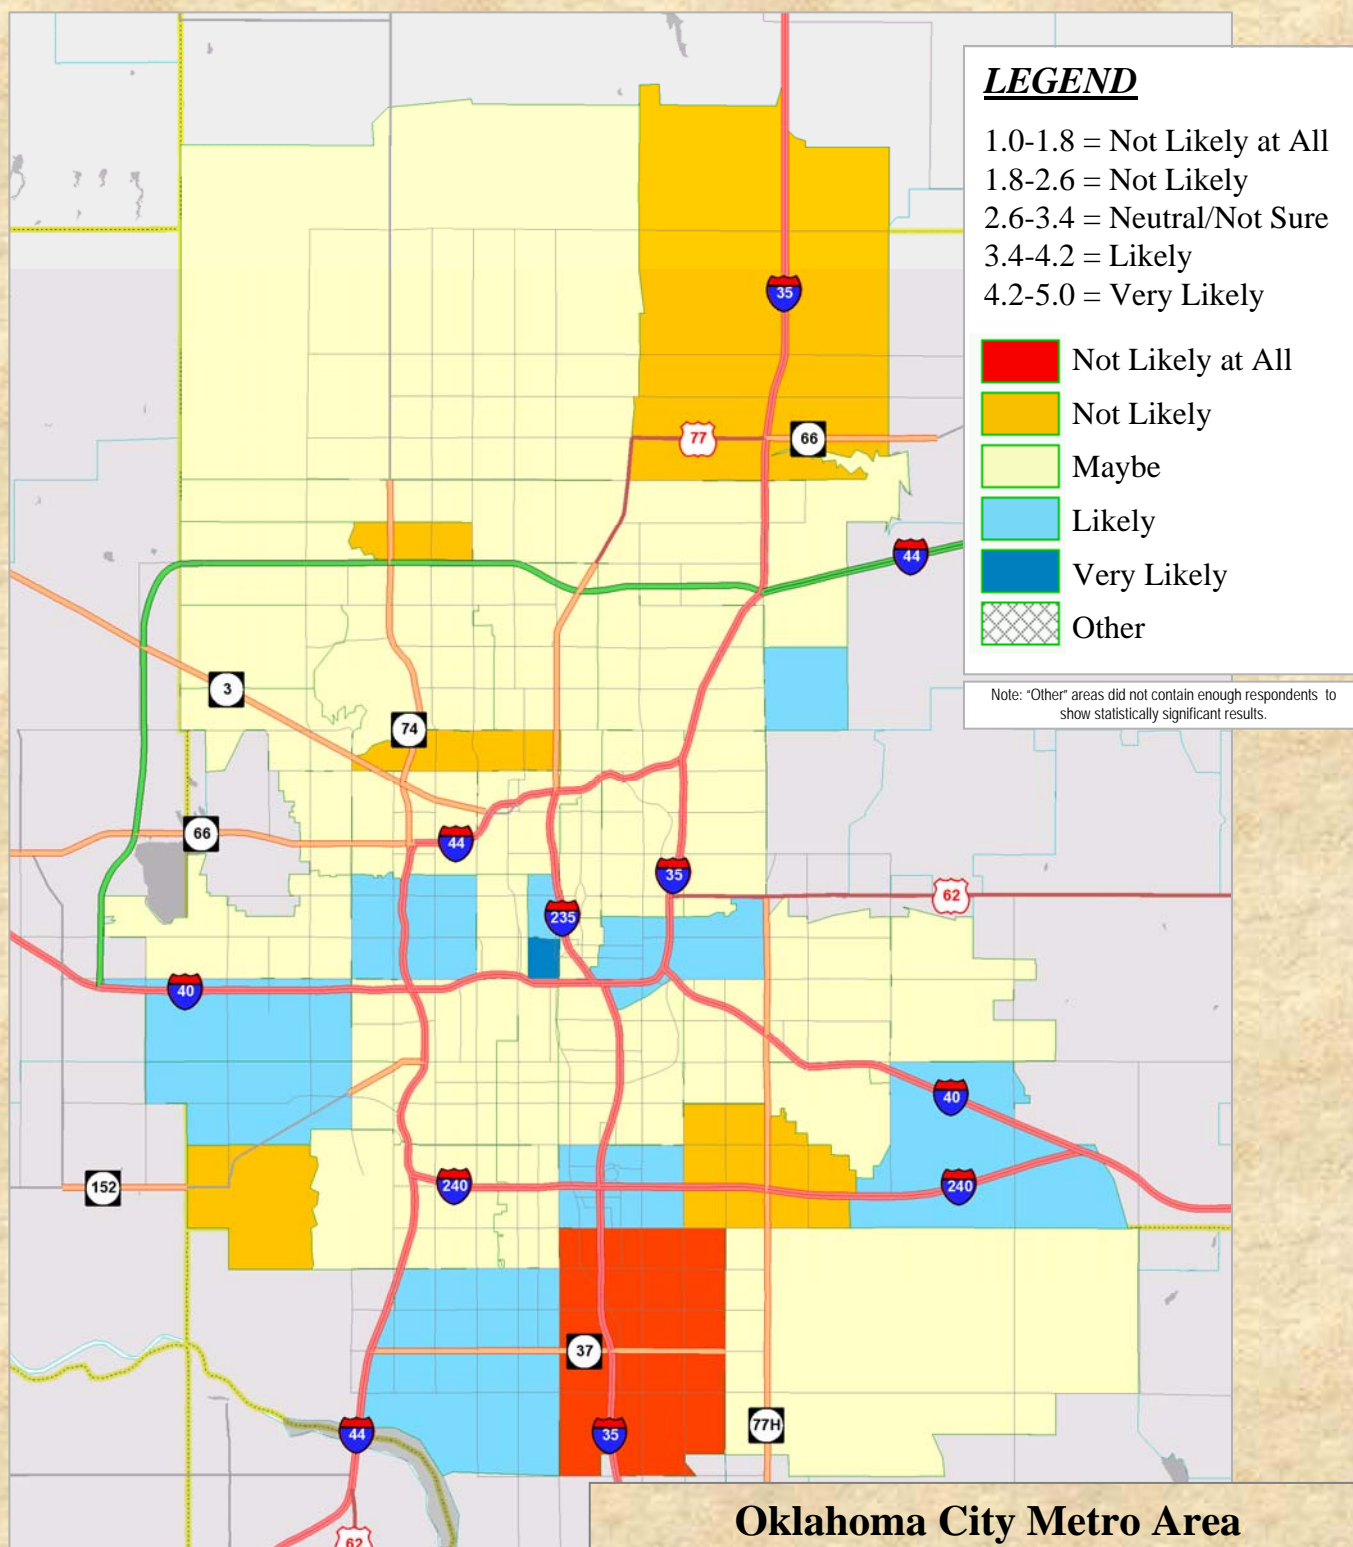 LEGEND
1.0-1.8 = Not Likely at All
1.8-2.6 = Not Likely
2.6-3.4 = Neutral/Not Sure
3.4-4.2 = Likely
4.2-5.0 = Very Likely
Not Likely at All
Not Likely
Maybe
Likely
Very Likely
Other
Note: "Other" areas did not contain enough respondents to
show statistically significant results.
35
77
66
44
3
74
66
44
35
62
235
40
40
152
240
240
37
77H
44
35
62
Oklahoma City Metro Area